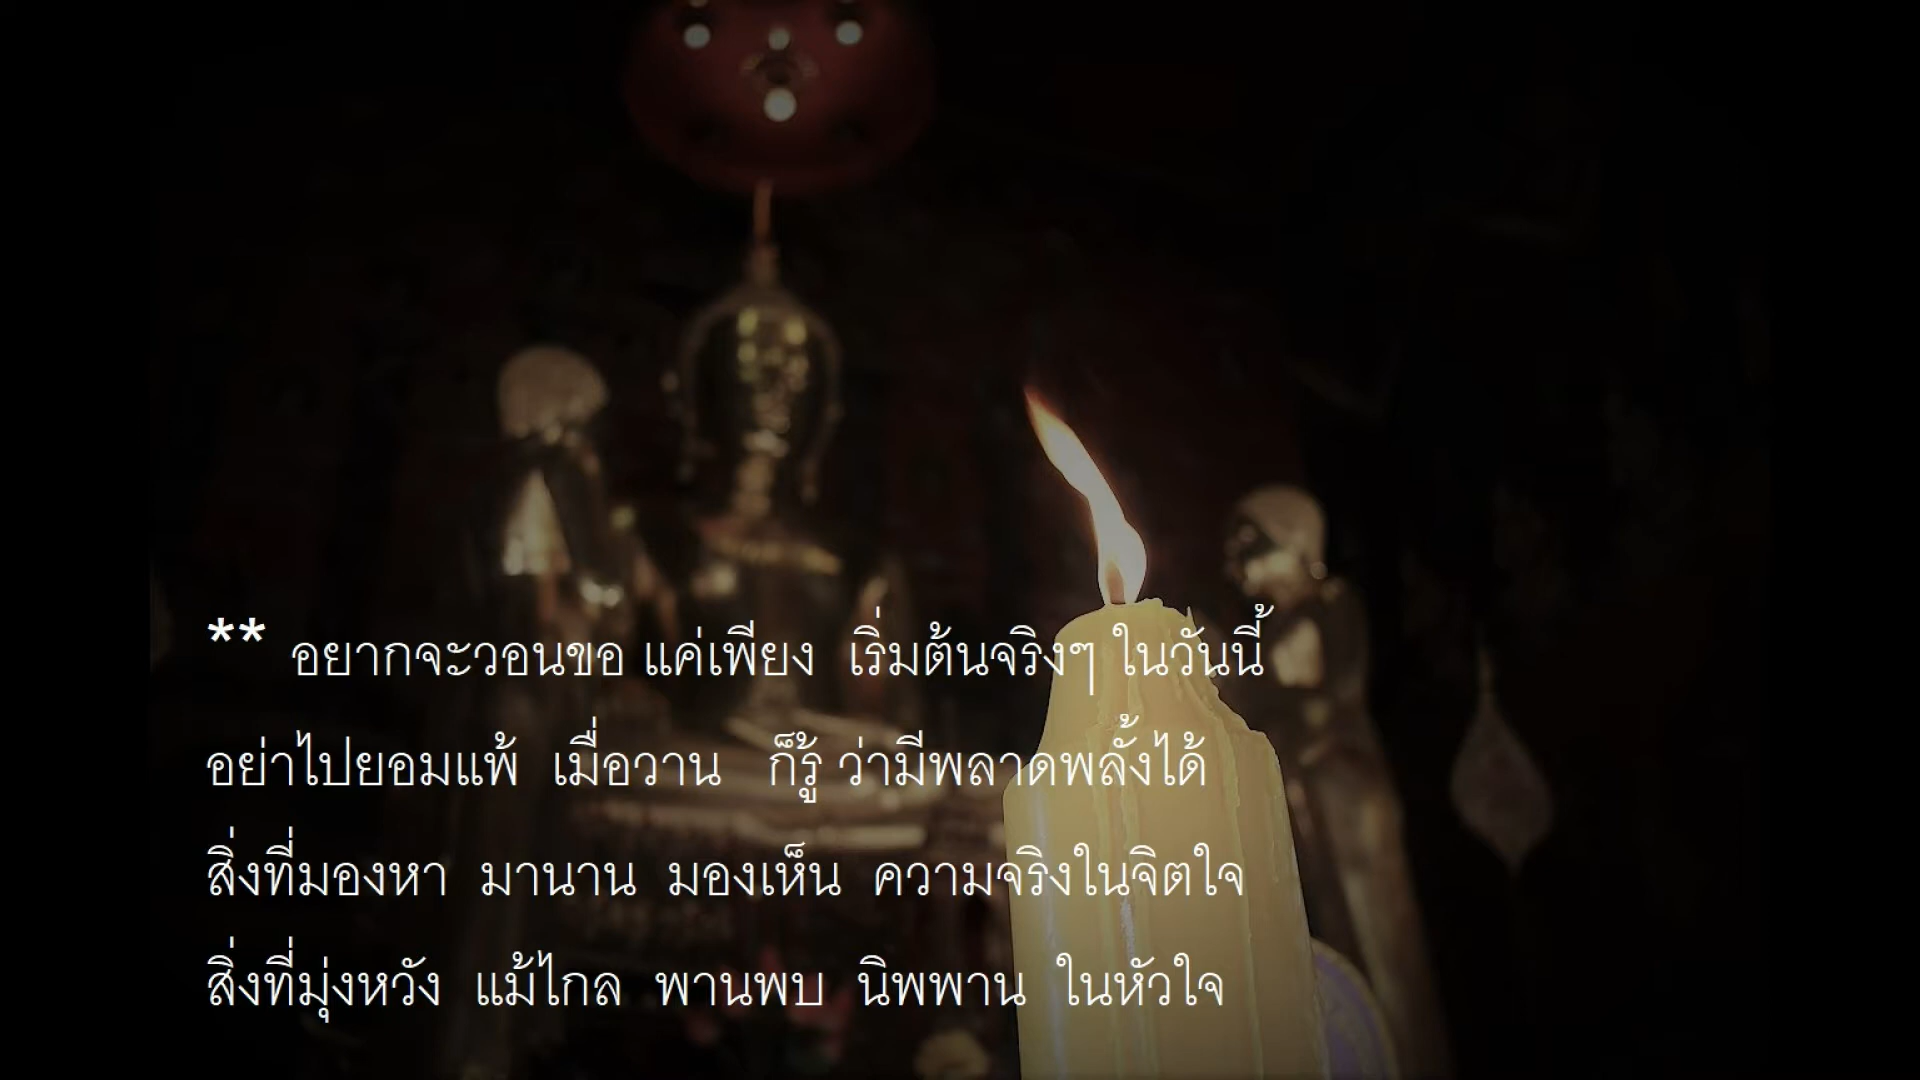 ** อยากจะวอนขอ แค่เพียง เริ่มต้นจริงๆ ในวันนี้
อย่าไปยอมแพ้ เมื่อวาน ก็รู้ ว่ามีพลาดพลั้งได้
สิ่งที่มองหา มานาน มองเห็น ความจริงในจิตใจ
สิ่งที่มุ่งหวัง แม้ไกล พานพบ นิพพาน ในหัวใจ